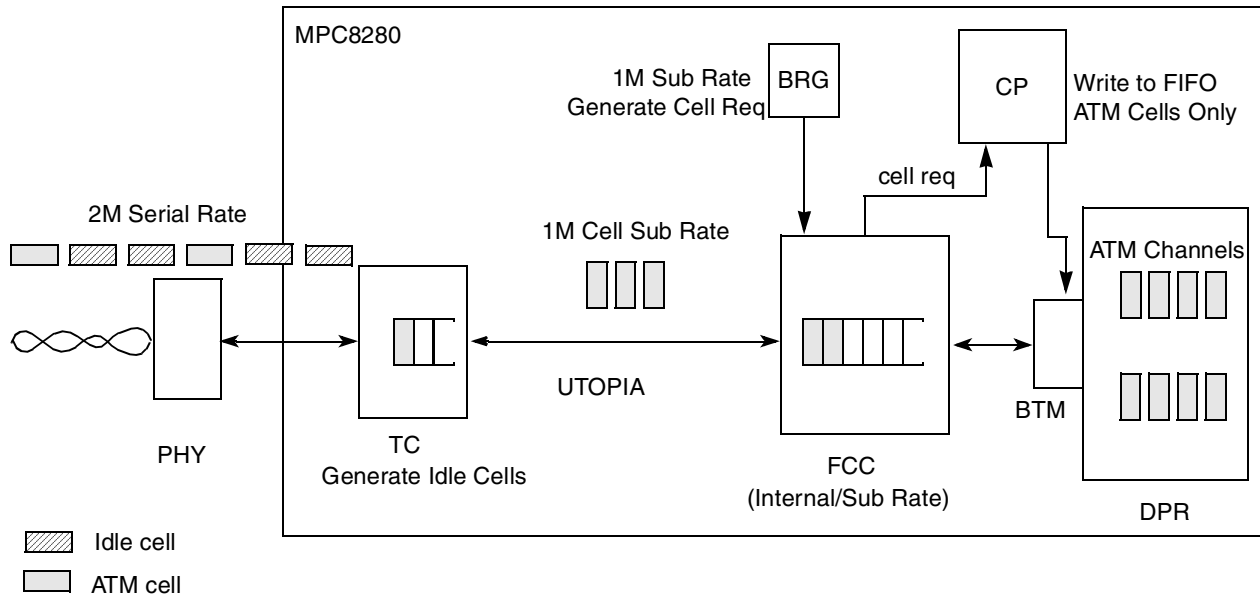 MPC8280
1M Sub Rate
Generate Cell Req
BRG
CP
Write to FIFO
ATM Cells Only
cell req
2M Serial Rate
1M Cell Sub Rate
ATM Channels
UTOPIA
BTM
PHY
TC
Generate Idle Cells
FCC
(Internal/Sub Rate)
DPR
Idle cell
ATM cell